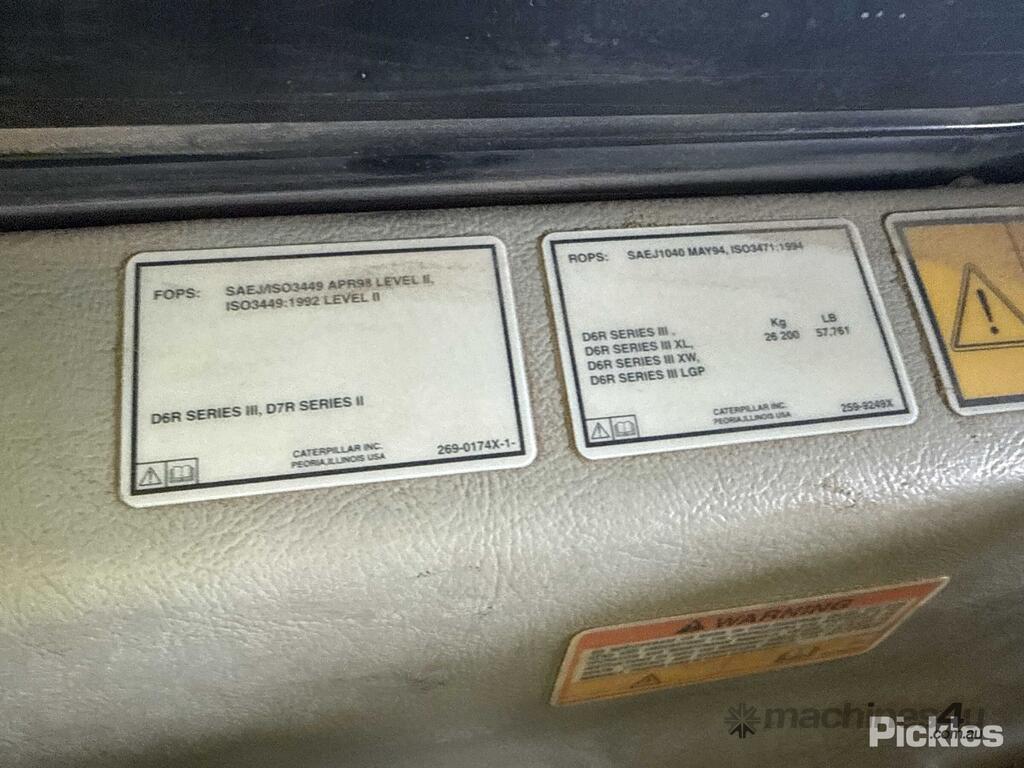 FOPS: SAEJ/ISO3449 APR98 LEVEL II,
ISO3449:1992 LEVEL II
D6R SERIES III, D7R SERIES II
CATERPILLAR INC.
PEORIA,ILLINOIS USA
269-0174X-1-
ROPS: SAEJ1040 MAY94, ISO3471:1994
Kg LB
D6R SERIES III , 26 200 57,761
D6R SERIES III XL,
D6R SERIES III XW,
D6R SERIES III LGP
CATERPILLAR INC.
PEORIA,ILLINOIS USA
259-9249X
WARNING
machines4u
.com.au
Pickles